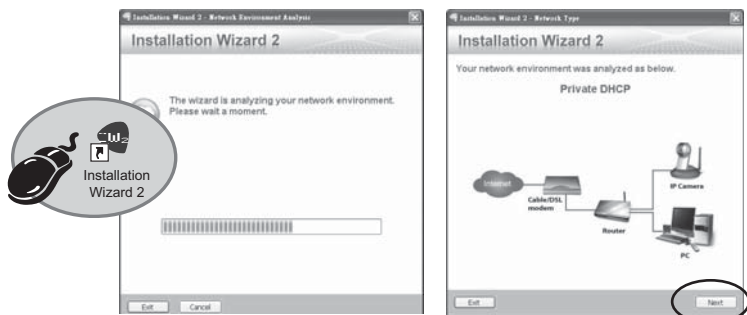 Installation Wizard 2 - Network Environment Analysis
Installation Wizard 2
The wizard is analyzing your network environment.
Please wait a moment.
Exit
Cancel
IW2
Installation
Wizard 2
Installation Wizard 2 - Network Type
Installation Wizard 2
Your network environment was analyzed as below.
Private DHCP
Internet
Cable/DSL
modem
Router
IP Camera
PC
Exit
Next